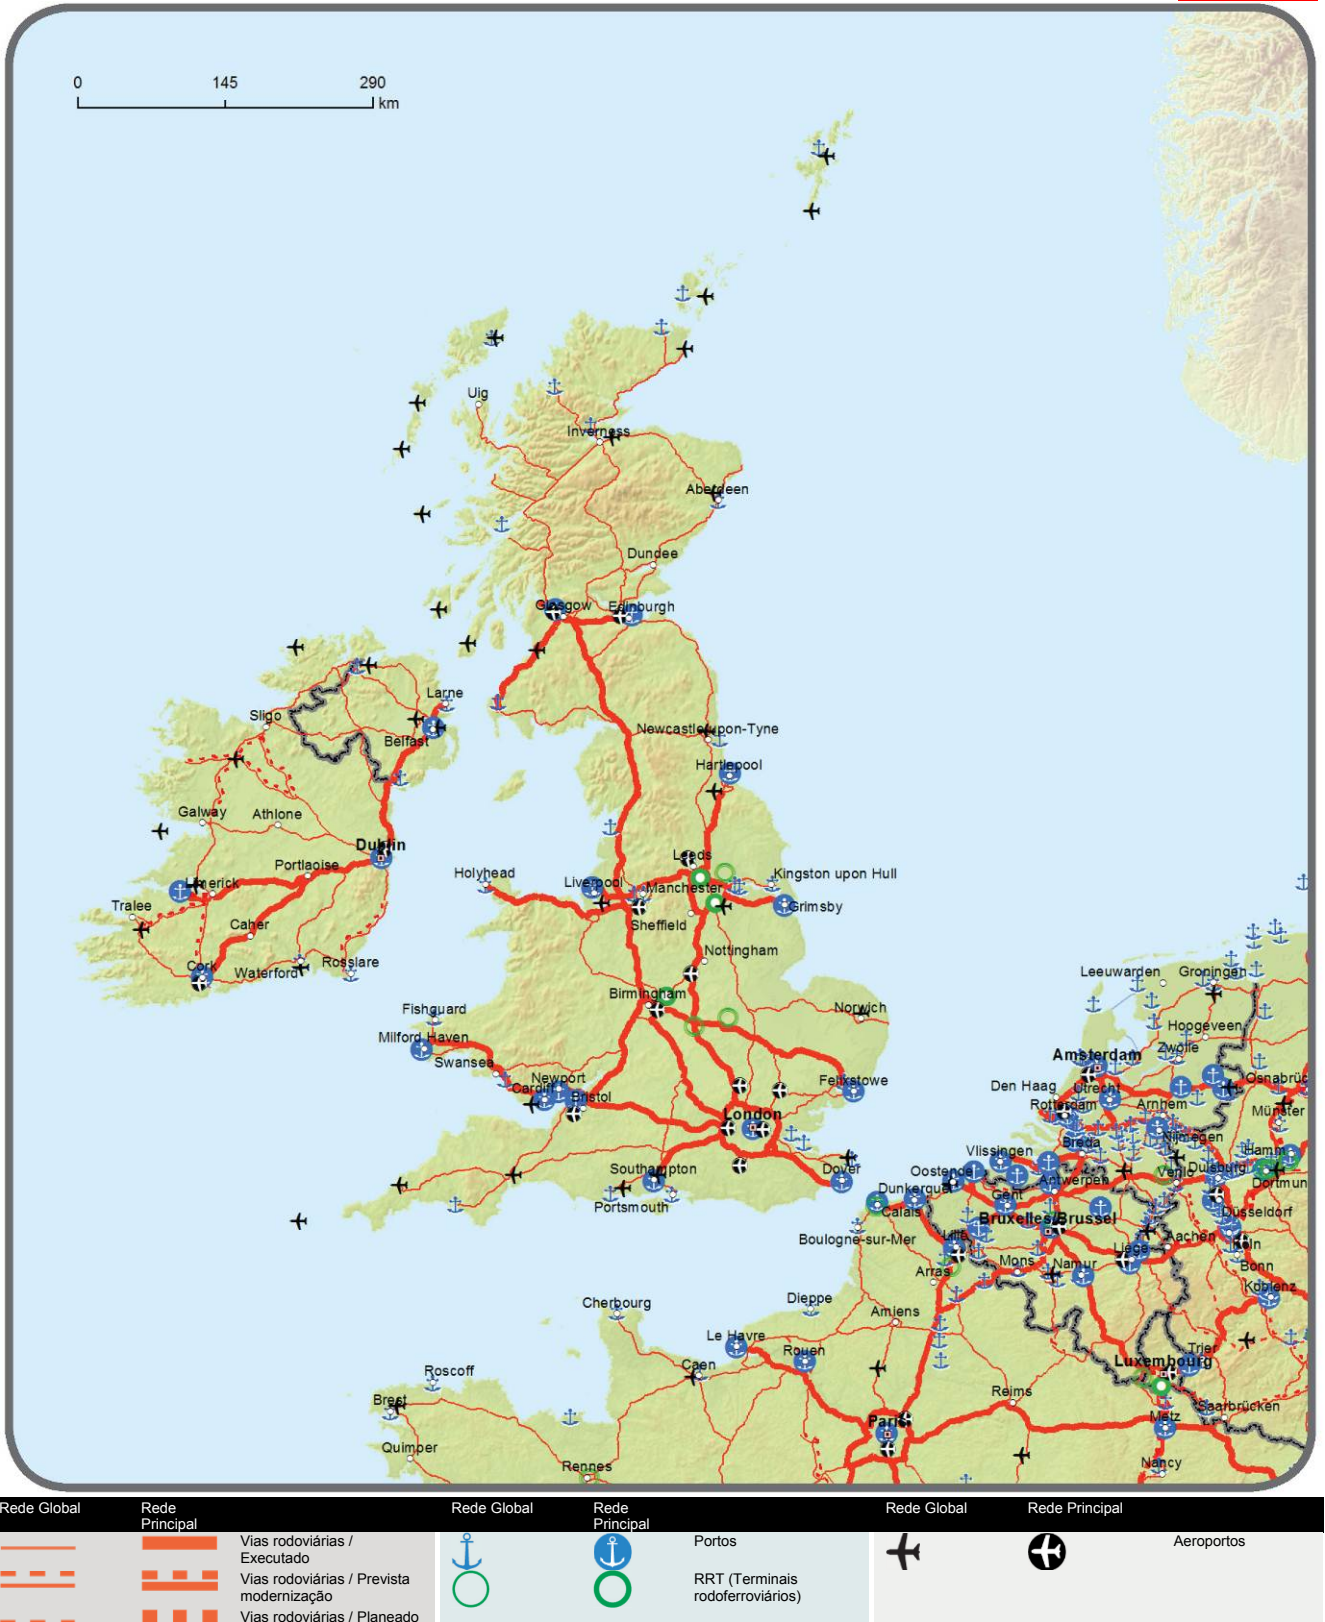 0 145 290
km
Uig
Inverness
Aberdeen
Dundee
Glasgow
Edinburgh
Larne
Sligo
Newcastle-upon-Tyne
Belfast
Hartlepool
Galway
Athlone
Dublin
Leeds
Portlaoise
Holyhead
Kingston upon Hull
Liverpool
Manchester
Limerick
Tralee
Grimsby
Caher
Sheffield
Nottingham
Cork
Waterford
Rosslare
Leeuwarden
Groningen
Birmingham
Fishguard
Norwich
Hoogeveen
Milford Haven
Zwolle
Amsterdam
Swansea
Newport
Felixstowe
Den Haag
Utrecht
Osnabrüc
Cardiff
Bristol
Rotterdam
Arnhem
Münster
London
Nijmegen
Breda
Hamm
Vlissingen
Southampton
Dover
Oostende
Venlo
Duisburg
Antwerpen
Dortmun
Dunkerque
Gent
Portsmouth
Calais
Düsseldorf
Bruxelles/Brussel
Boulogne-sur-Mer
Lille
Liège
Aachen
Köln
Mons
Namur
Arras
Bonn
Koblenz
Cherbourg
Dieppe
Amiens
Le Havre
Rouen
Trier
Luxembourg
Caen
Roscoff
Reims
Brest
Saarbrücken
Paris
Metz
Quimper
Nancy
Rennes
Rede Global
Rede
Principal
Rede Global
Rede
Principal
Rede Global
Rede Principal
Vias rodoviárias /
Executado
Portos
Aeroportos
Vias rodoviárias / Prevista
modernização
RRT (Terminais
rodoferroviários)
Vias rodoviárias / Planeado